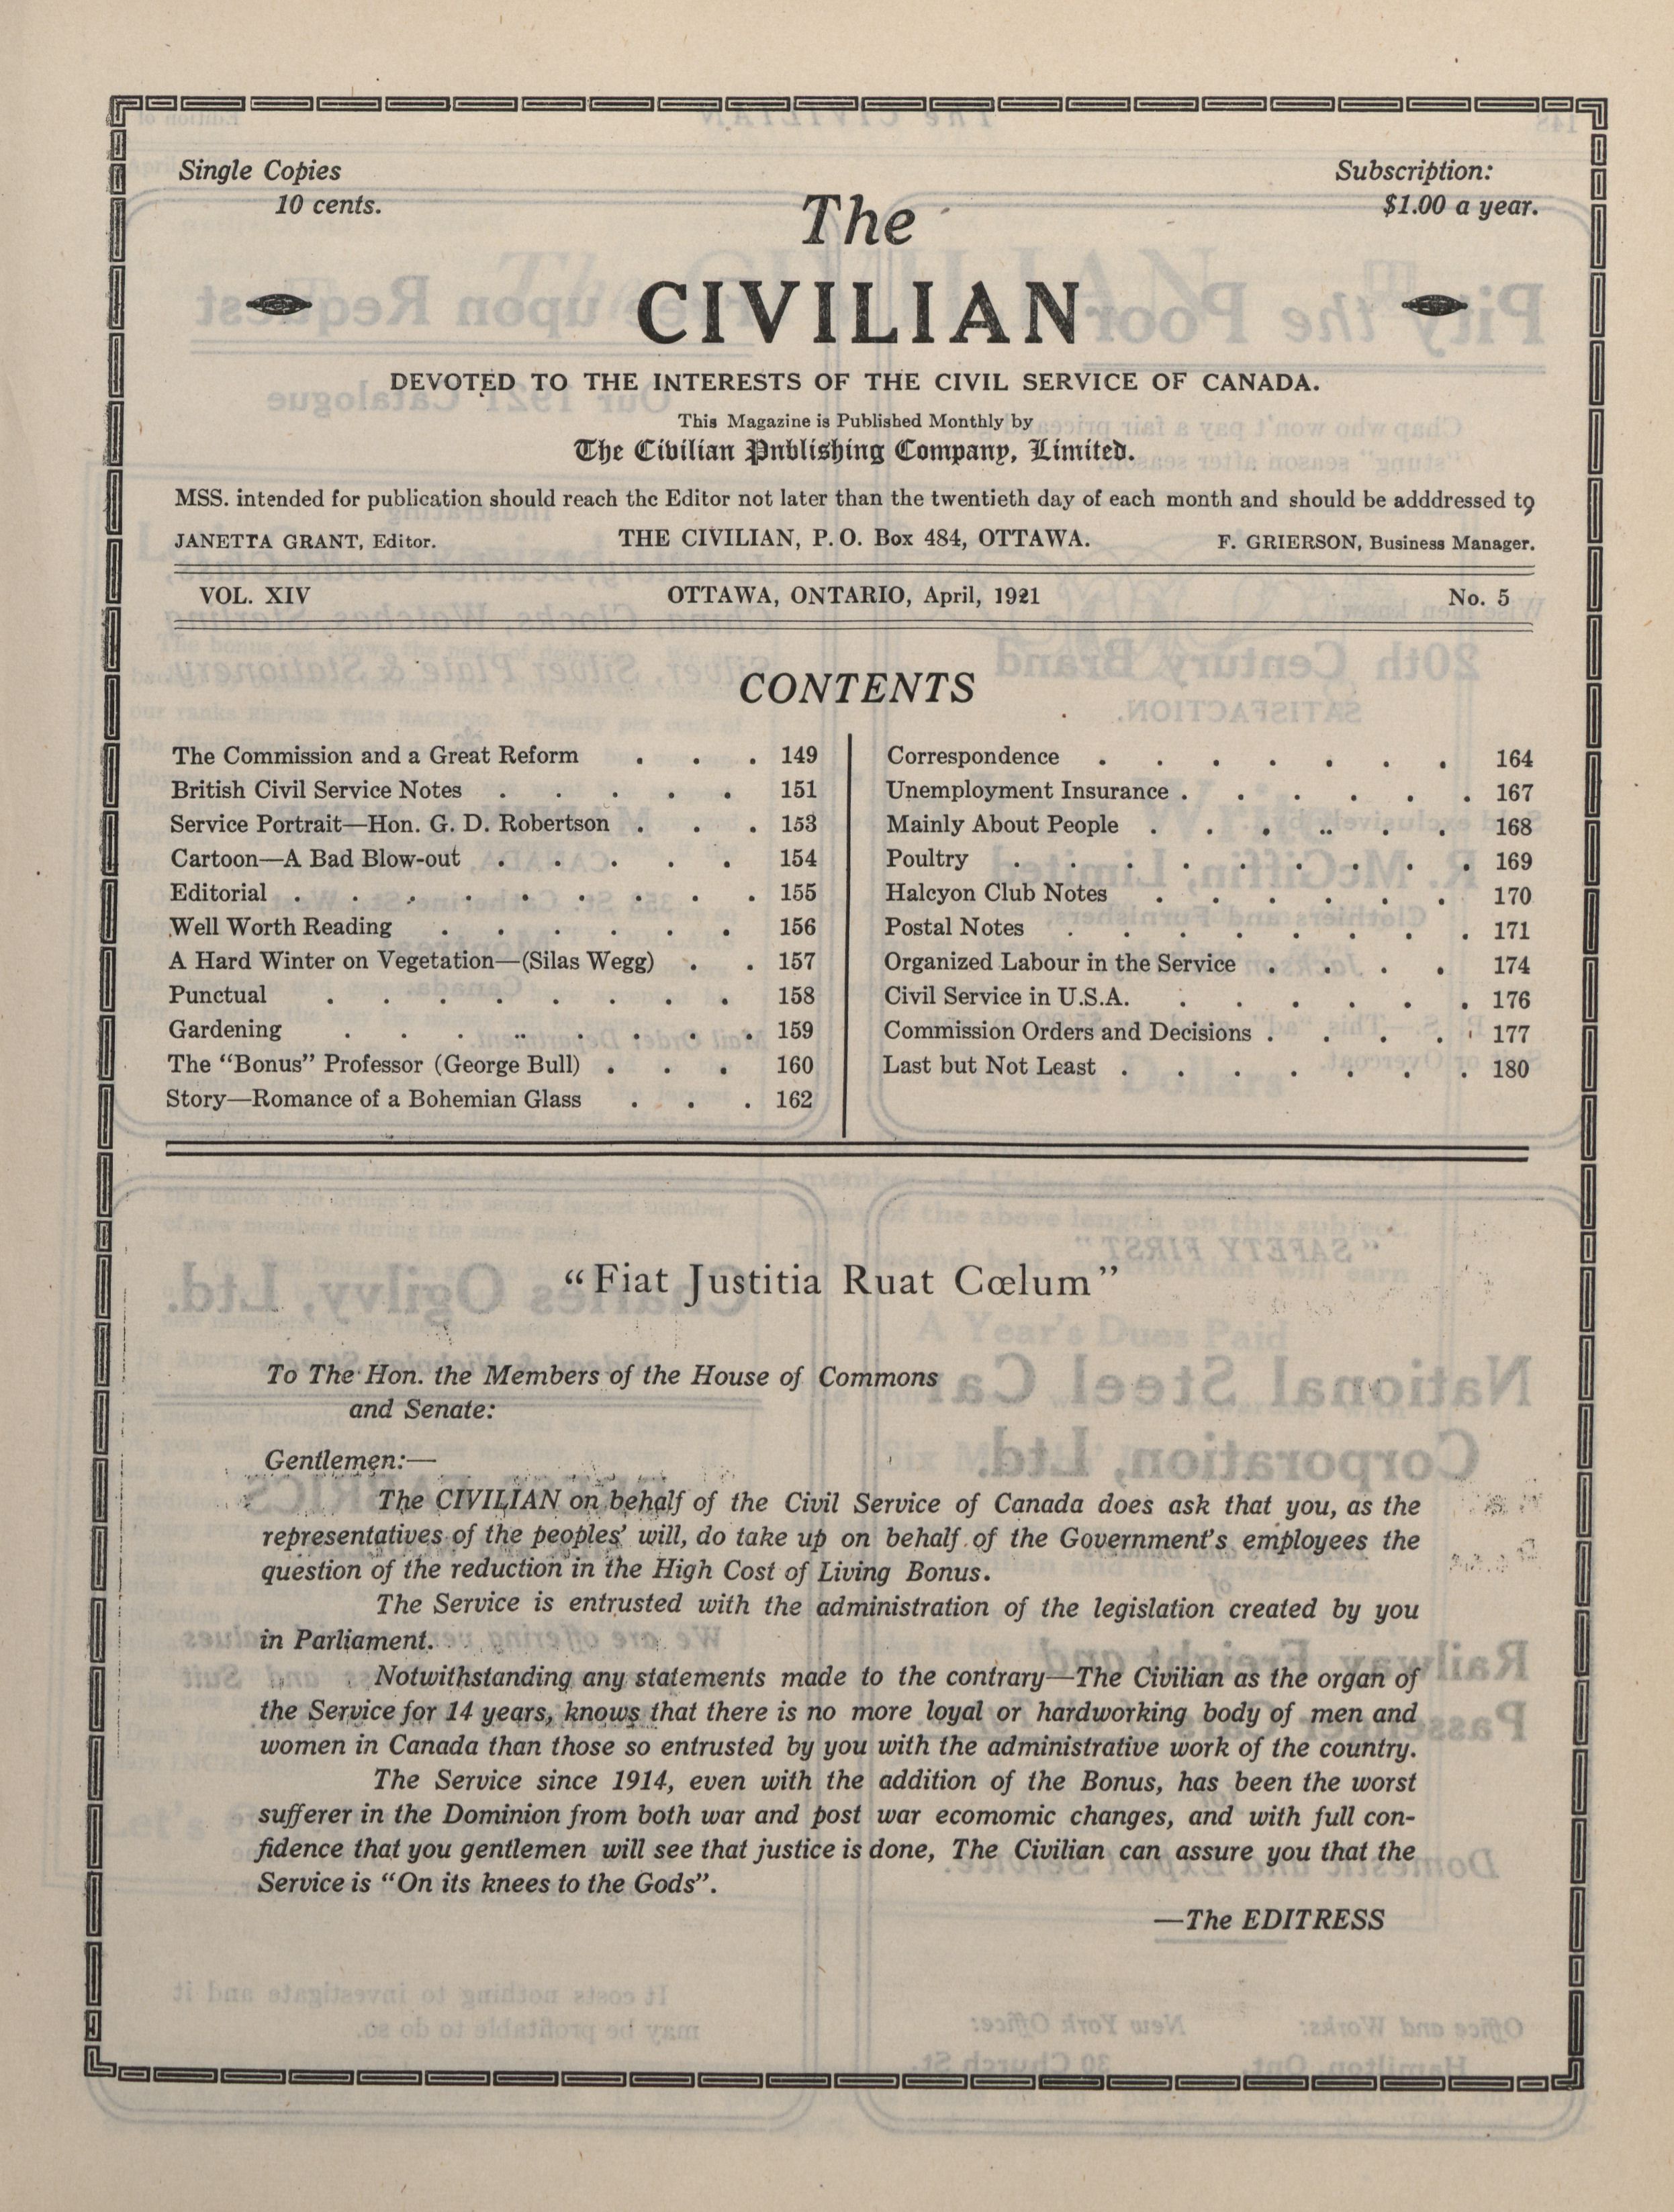 Single Copies
10 cents.
Subscription:
$1.00 a year.
The
CIVILIAN
DEVOTED TO THE INTERESTS OF THE CIVIL SERVICE OF CANADA.
This Magazine is Published Monthly by
The Civilian Pnblishing Company, Limited.
MSS. intended for publication should reach thc Editor not later than the twentieth day of each month and should be adddressed to
JANETTA GRANT, Editor. THE CIVILIAN, P. O. Box 484, OTTAWA. F. GRIERSON, Business Manager.
VOL. XIV OTTAWA, ONTARIO, April, 1921 No. 5
CONTENTS
The Commission and a Great Reform . . . 149
British Civil Service Notes . . . . . 151
Service Portrait—Hon. G. D. Robertson . . . 153
Cartoon—A Bad Blow-out . . . . . 154
Editorial . . . . . . . . . 155
Well Worth Reading . . . . . . 156
A Hard Winter on Vegetation—(Silas Wegg) . . 157
Punctual . . . . . . . . 158
Gardening . . . . . . . . 159
The "Bonus" Professor (George Bull) . . . 160
Story—Romance of a Bohemian Glass . . . 162
Correspondence . . . . . . . 164
Unemployment Insurance . . . . . . 167
Mainly About People . . . . . . 168
Poultry . . . . . . . . . 169
Halcyon Club Notes . . . . . . 170
Postal Notes . . . . . . . . 171
Organized Labour in the Service . . . . 174
Civil Service in U.S.A. . . . . . . 176
Commission Orders and Decisions . . . . 177
Last but Not Least . . . . . . . 180
"Fiat Justitia Ruat Cœlum"
To The Hon. the Members of the House of Commons
and Senate:
Gentlemen:—
The CIVILIAN on behalf of the Civil Service of Canada does ask that you, as the
representatives of the peoples' will, do take up on behalf of the Government's employees the
question of the reduction in the High Cost of Living Bonus.
The Service is entrusted with the administration of the legislation created by you
in Parliament.
Notwithstanding any statements made to the contrary—The Civilian as the organ of
the Service for 14 years, knows that there is no more loyal or hardworking body of men and
women in Canada than those so entrusted by you with the administrative work of the country.
The Service since 1914, even with the addition of the Bonus, has been the worst
sufferer in the Dominion from both war and post war ecomomic changes, and with full con-
fidence that you gentlemen will see that justice is done, The Civilian can assure you that the
Service is "On its knees to the Gods".
—The EDITRESS